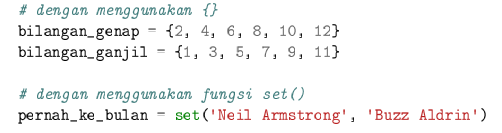 # dengan menggunakan {}
bilangan_genap = {2, 4, 6, 8, 10, 12}
bilangan_ganjil = {1, 3, 5, 7, 9, 11}
# dengan menggunakan fungsi set()
pernah_ke_bulan = set('Neil Armstrong', 'Buzz Aldrin')